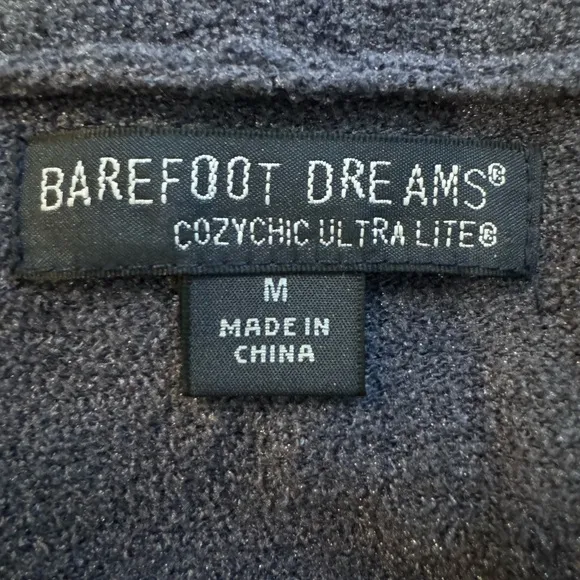 BAREFOOT DREAMS®
COZYCHIC ULTRA LITE®
M
MADE IN
CHINA